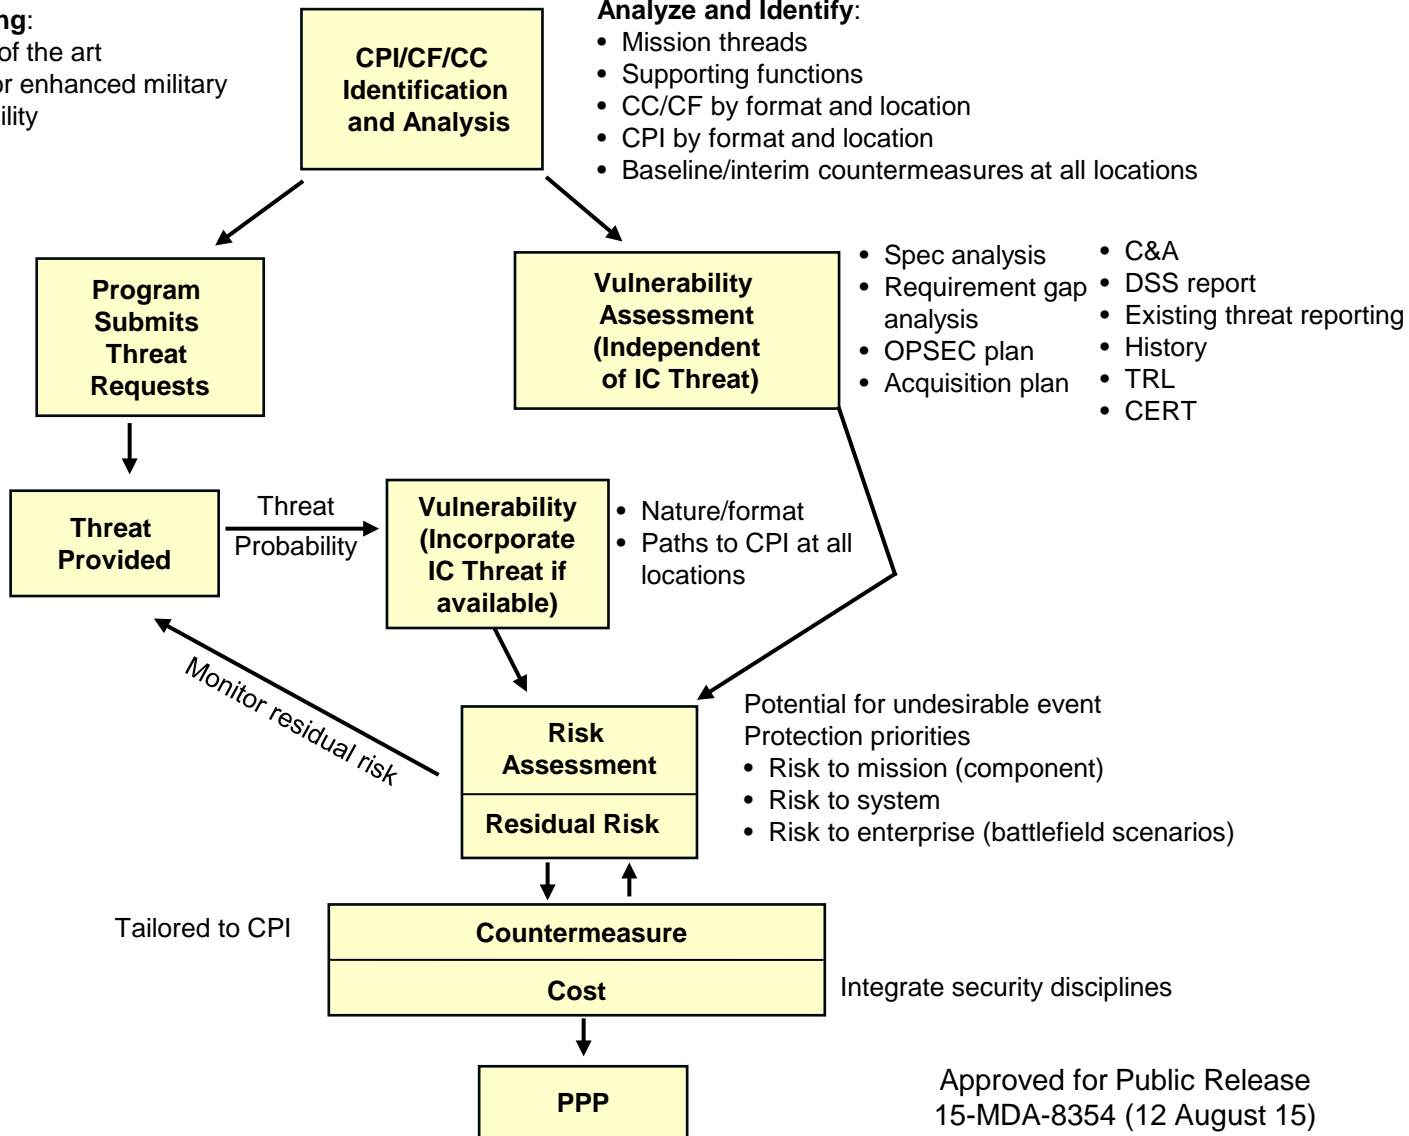 ng:
of the art
or enhanced military
ility
CPI/CF/CC
Identification
and Analysis
Analyze and Identify:
• Mission threads
• Supporting functions
• CC/CF by format and location
• CPI by format and location
• Baseline/interim countermeasures at all locations
Program
Submits
Threat
Requests
Vulnerability
Assessment
(Independent
of IC Threat)
• Spec analysis
• Requirement gap
analysis
• OPSEC plan
• Acquisition plan
• C&A
• DSS report
• Existing threat reporting
• History
• TRL
• CERT
Threat
Provided
Threat
Probability
Vulnerability
(Incorporate
IC Threat if
available)
• Nature/format
• Paths to CPI at all
locations
Monitor residual risk
Risk
Assessment
Residual Risk
Potential for undesirable event
Protection priorities
• Risk to mission (component)
• Risk to system
• Risk to enterprise (battlefield scenarios)
Tailored to CPI
Countermeasure
Cost
Integrate security disciplines
PPP
Approved for Public Release
15-MDA-8354 (12 August 15)